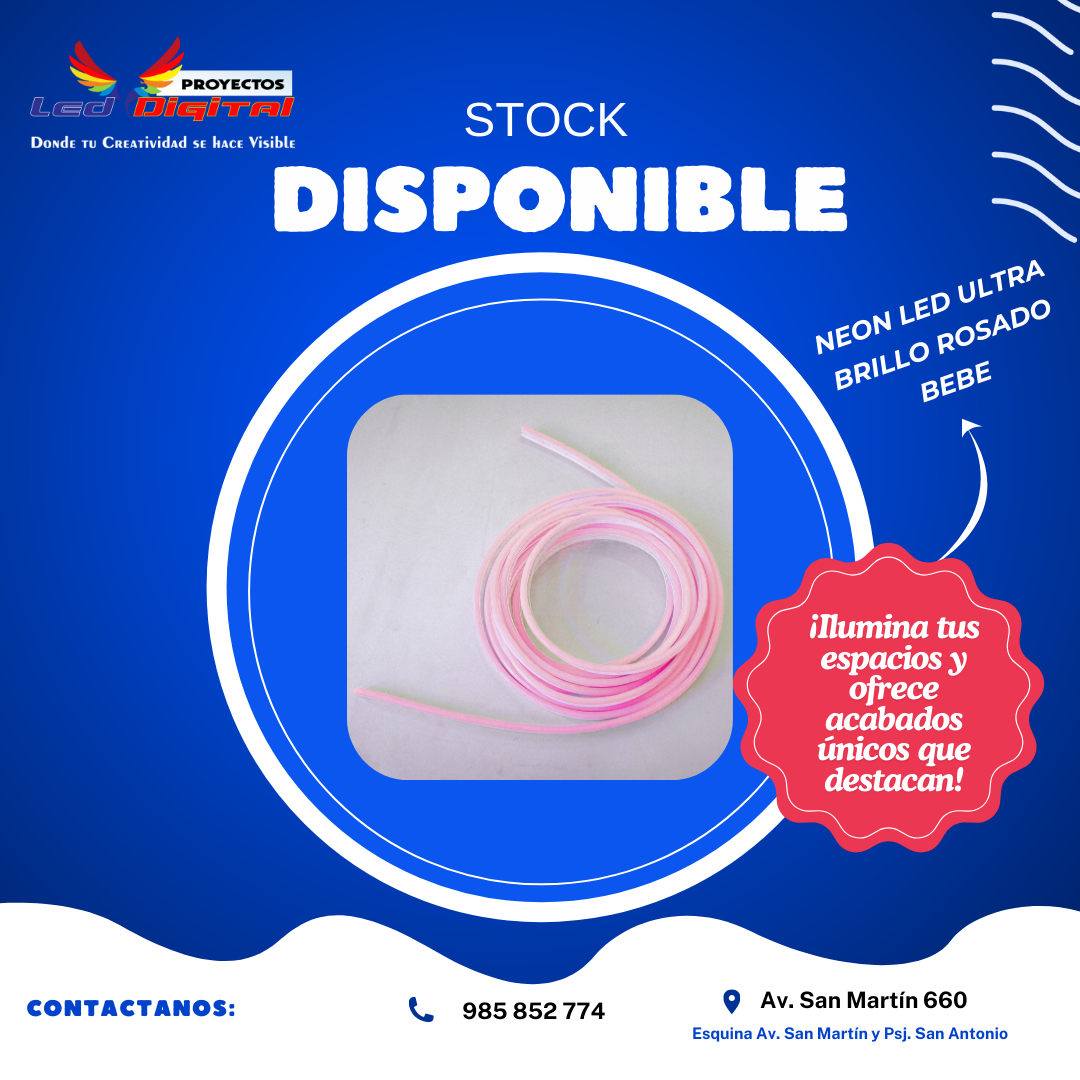 PROYECTOS
Led Digital
Donde tu Creatividad se hace Visible
STOCK
DISPONIBLE
NEON LED ULTRA
BRILLO ROSADO
BEBE
¡Ilumina tus
espacios y
ofrece
acabados
únicos que
destacan!
CONTACTANOS:
985 852 774
Av. San Martín 660
Esquina Av. San Martín y Psj. San Antonio